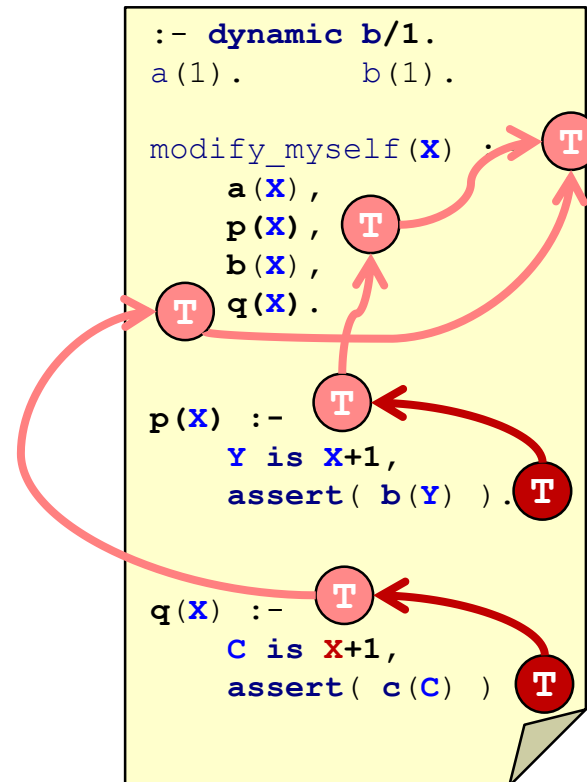 :- dynamic b/1.
a(1). b(1).
modify_myself(X) :
T
a(X),
p(X), T
b(X),
T q(X).
T
p(X) :-
Y is X+1,
assert( b(Y) ). T
T
q(X) :-
C is X+1,
assert( c(C) ) T